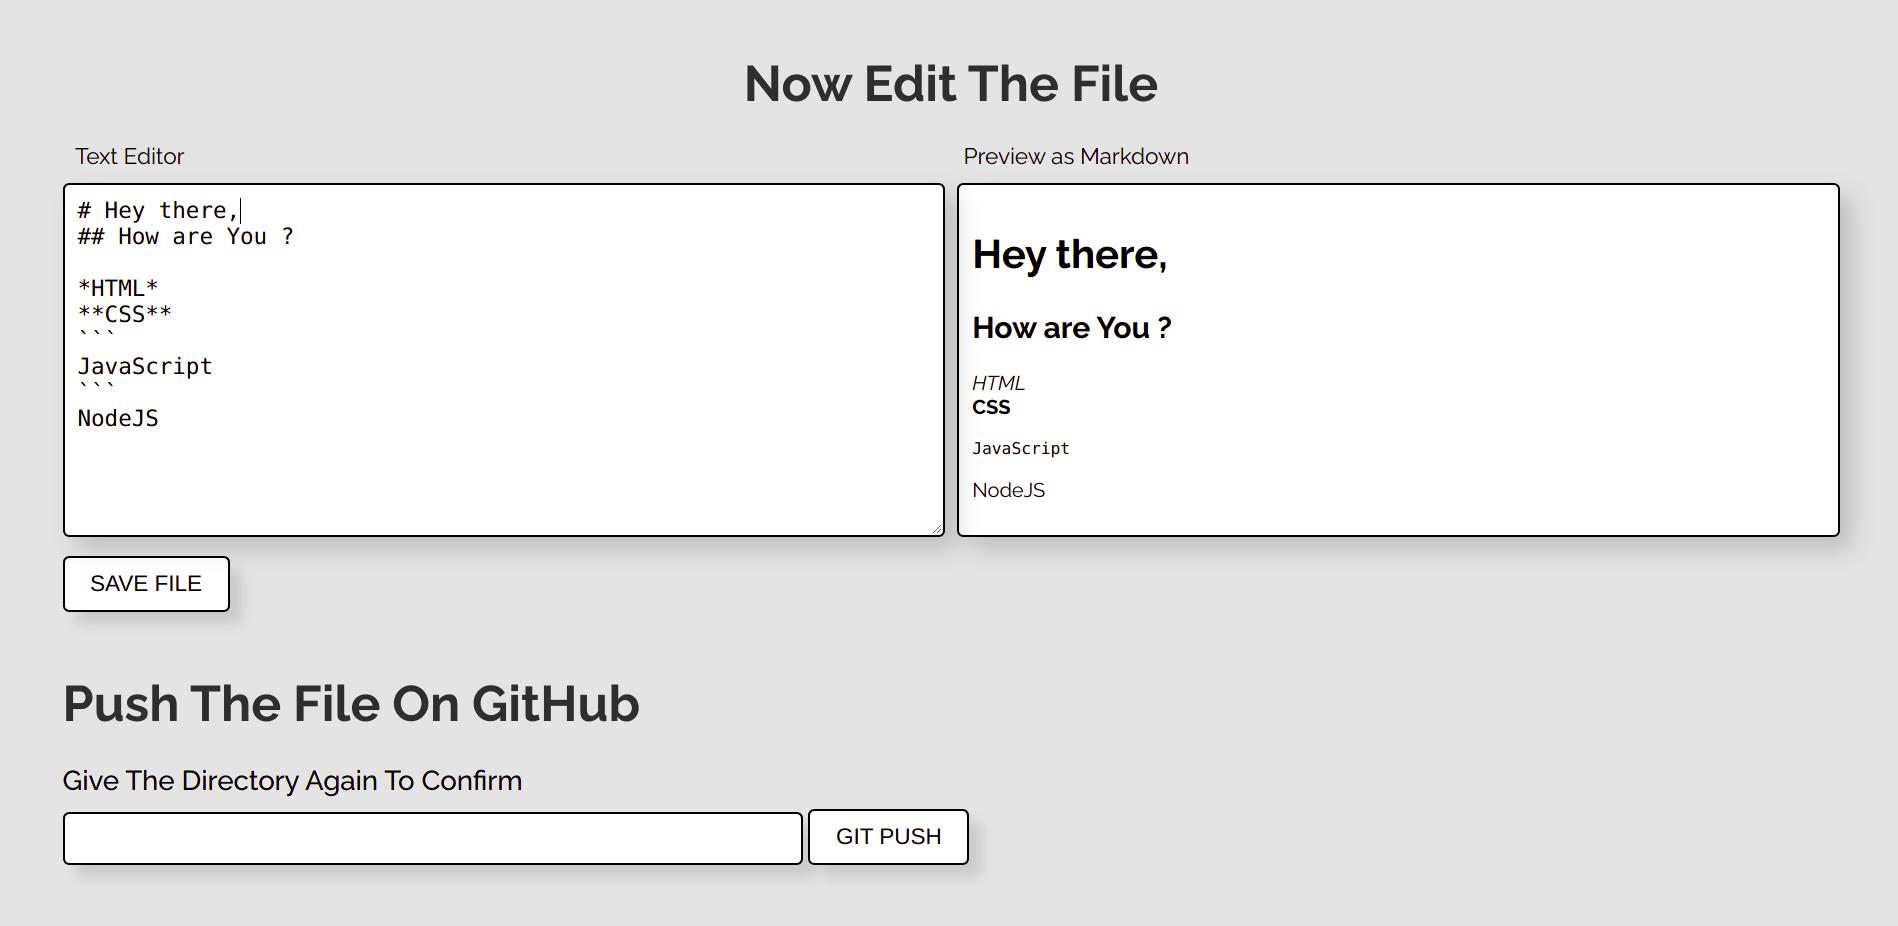 Now Edit The File
Text Editor
# Hey there,
## How are You ?
*HTML*
**CSS**
```
JavaScript
```
NodeJS
Preview as Markdown
Hey there,
How are You ?
HTML
CSS
JavaScript
NodeJS
SAVE FILE
Push The File On GitHub
Give The Directory Again To Confirm
GIT PUSH